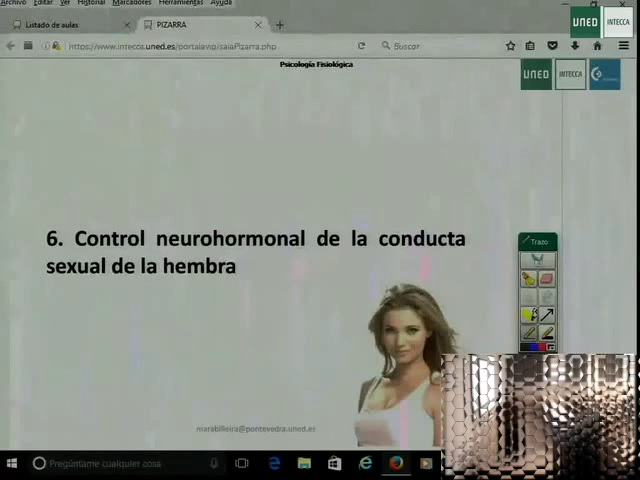 Archivo Editar Ver Historial Marcadores Herramientas Ayuda
Listado de aulas
PIZARRA
https://www.intecca.uned.es/portalavip/salaPizarra.php
Buscar
UNED
INTECCA
Psicología Fisiológica
UNED
INTECCA
6. Control neurohormonal de la conducta
sexual de la hembra
Trazo
marabilleira@pontevedra.uned.es
Pregúntame cualquier cosa